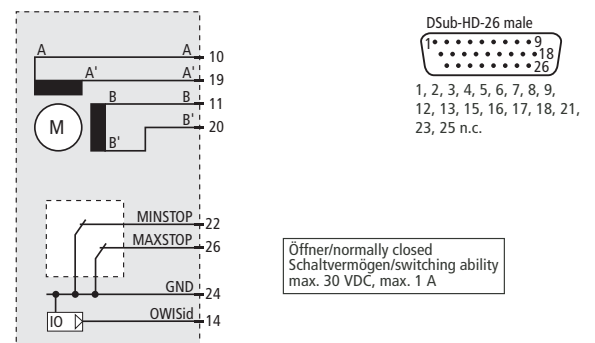 A A 10
A' A' 19
B B 11
M
B' B' 20
MINSTOP 22
MAXSTOP 26
GND 24
OWISid 14
IO
DSub-HD-26 male
1 9
18
26
1, 2, 3, 4, 5, 6, 7, 8, 9,
12, 13, 15, 16, 17, 18, 21,
23, 25 n.c.
Öffner/normally closed
Schaltvermögen/switching ability
max. 30 VDC, max. 1 A